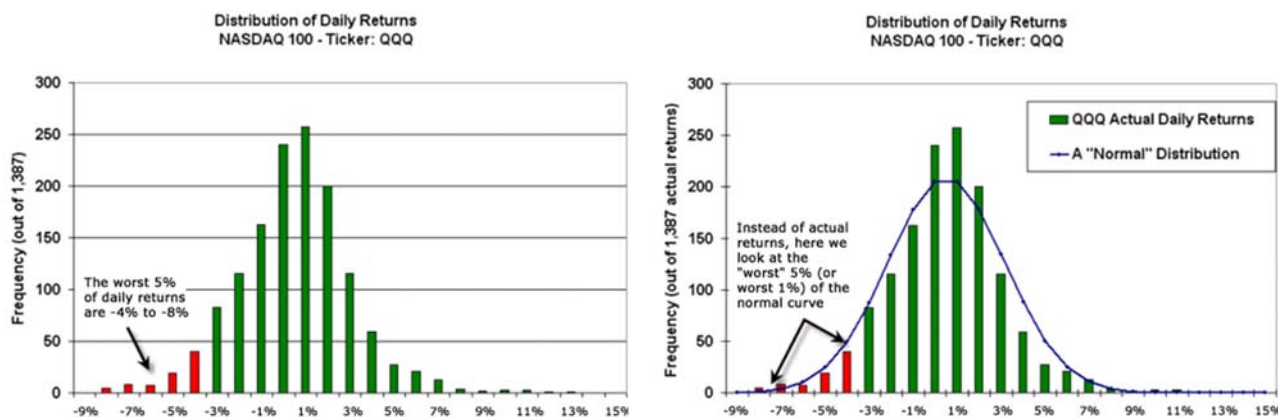 Distribution of Daily Returns
NASDAQ 100 - Ticker: QQQ
Frequency (out of 1,387)
300
250
200
150
100
50
0
The worst 5%
of daily returns
are -4% to -8%
-9% -7% -5% -3% -1% 1% 3% 5% 7% 9% 11% 13% 15%
Distribution of Daily Returns
NASDAQ 100 - Ticker: QQQ
Frequency (out of 1,387 actual returns)
300
250
200
150
100
50
0
QQQ Actual Daily Returns
A "Normal" Distribution
Instead of actual
returns, here we
look at the
"worst" 5% (or
worst 1%) of the
normal curve
-9% -7% -5% -3% -1% 1% 3% 5% 7% 9% 11% 13% 15%